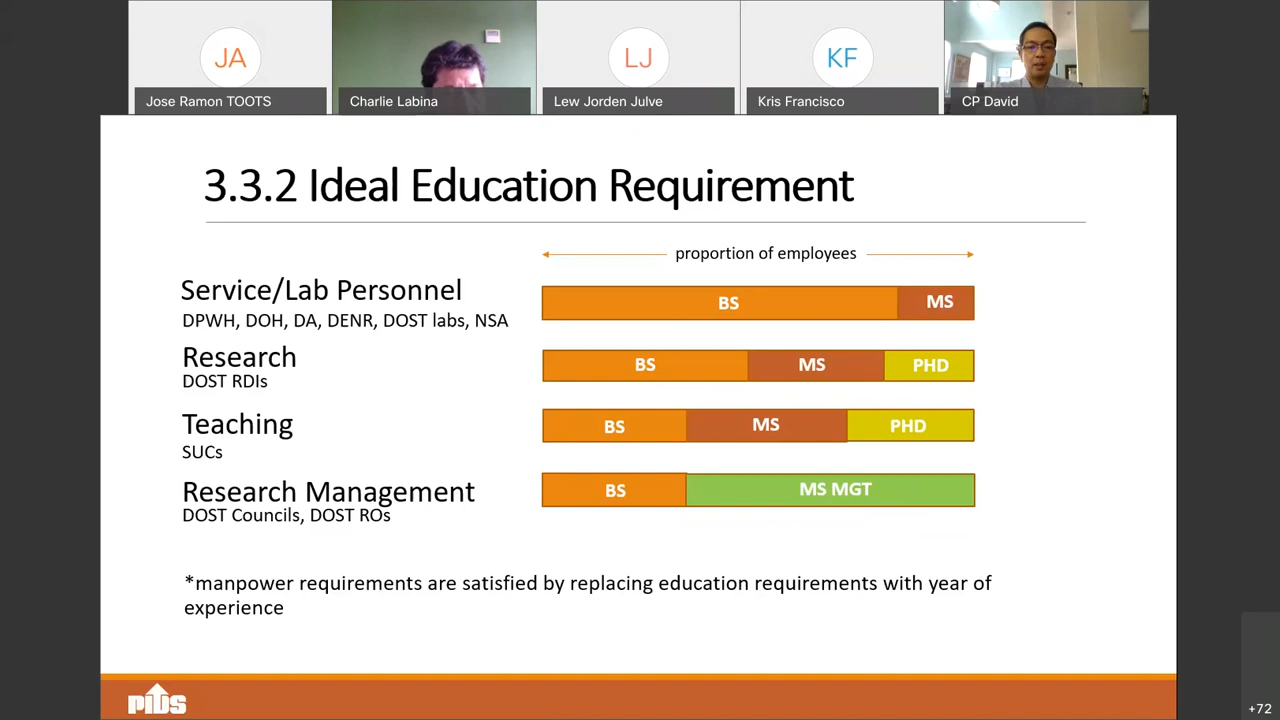 JA
LJ
KF
Jose Ramon TOOTS
Charlie Labina
Lew Jorden Julve
Kris Francisco
CP David
3.3.2 Ideal Education Requirement
proportion of employees
Service/Lab Personnel
DPWH, DOH, DA, DENR, DOST labs, NSA
BS
MS
Research
DOST RDIs
BS
MS
PHD
Teaching
SUCs
BS
MS
PHD
Research Management
DOST Councils, DOST ROs
BS
MS MGT
*manpower requirements are satisfied by replacing education requirements with year of
experience
PIDS
+72